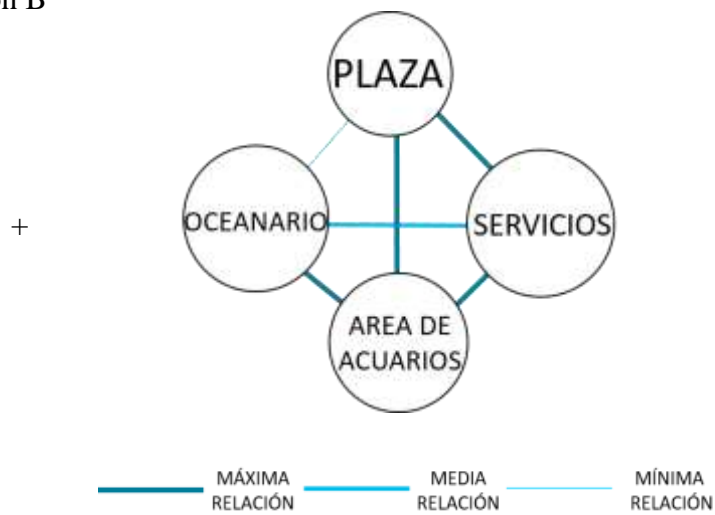 n B
PLAZA
OCEANARIO
SERVICIOS
+
AREA DE
ACUARIOS
MÁXIMA
RELACIÓN
MEDIA
RELACIÓN
MÍNIMA
RELACIÓN